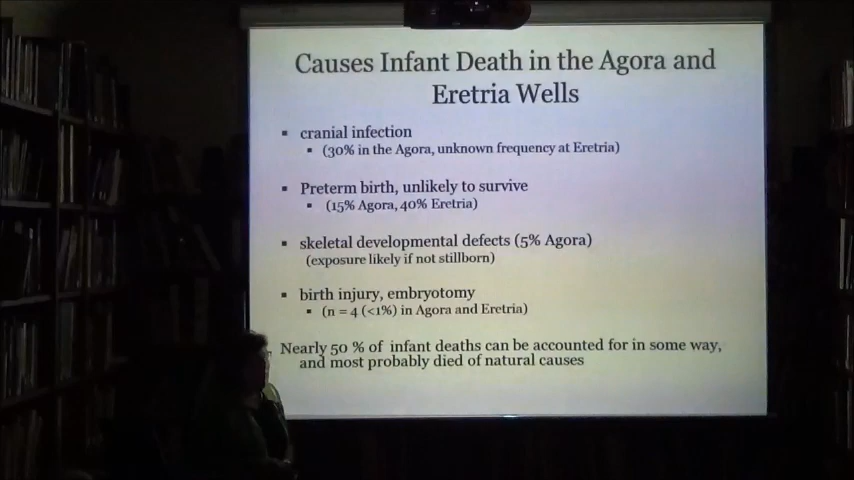 Causes Infant Death in the Agora and
Eretria Wells
▪ cranial infection
▪ (30% in the Agora, unknown frequency at Eretria)
▪ Preterm birth, unlikely to survive
▪ (15% Agora, 40% Eretria)
▪ skeletal developmental defects (5% Agora)
(exposure likely if not stillborn)
▪ birth injury, embryotomy
▪ (n = 4 (<1%) in Agora and Eretria)
Nearly 50 % of infant deaths can be accounted for in some way,
and most probably died of natural causes